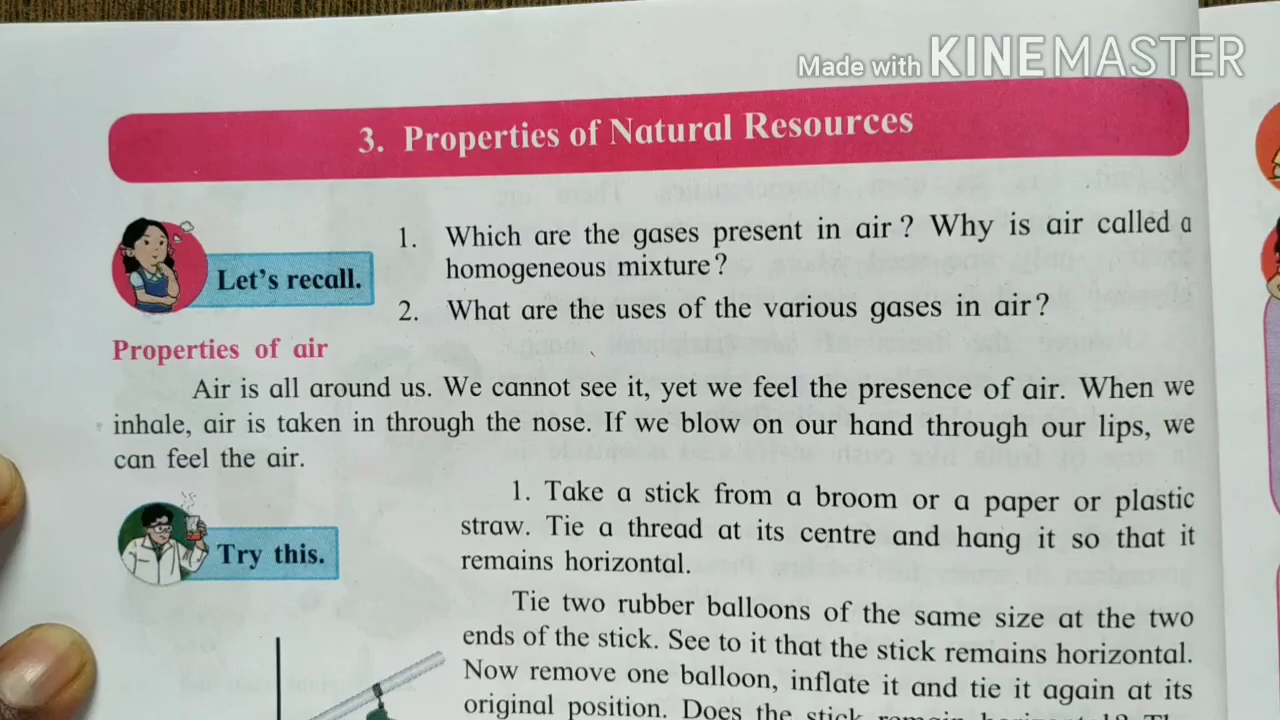 Made with KINEMASTER
3. Properties of Natural Resources
1. Which are the gases present in air? Why is air called a
homogeneous mixture?
Let's recall.
2. What are the uses of the various gases in air?
Properties of air
Air is all around us. We cannot see it, yet we feel the presence of air. When we
inhale, air is taken in through the nose. If we blow on our hand through our lips, we
can feel the air.
1. Take a stick from a broom or a paper or plastic
straw. Tie a thread at its centre and hang it so that it
remains horizontal.
Try this.
Tie two rubber balloons of the same size at the two
ends of the stick. See to it that the stick remains horizontal.
Now remove one balloon, inflate it and tie it again at its
original position. Does the stick